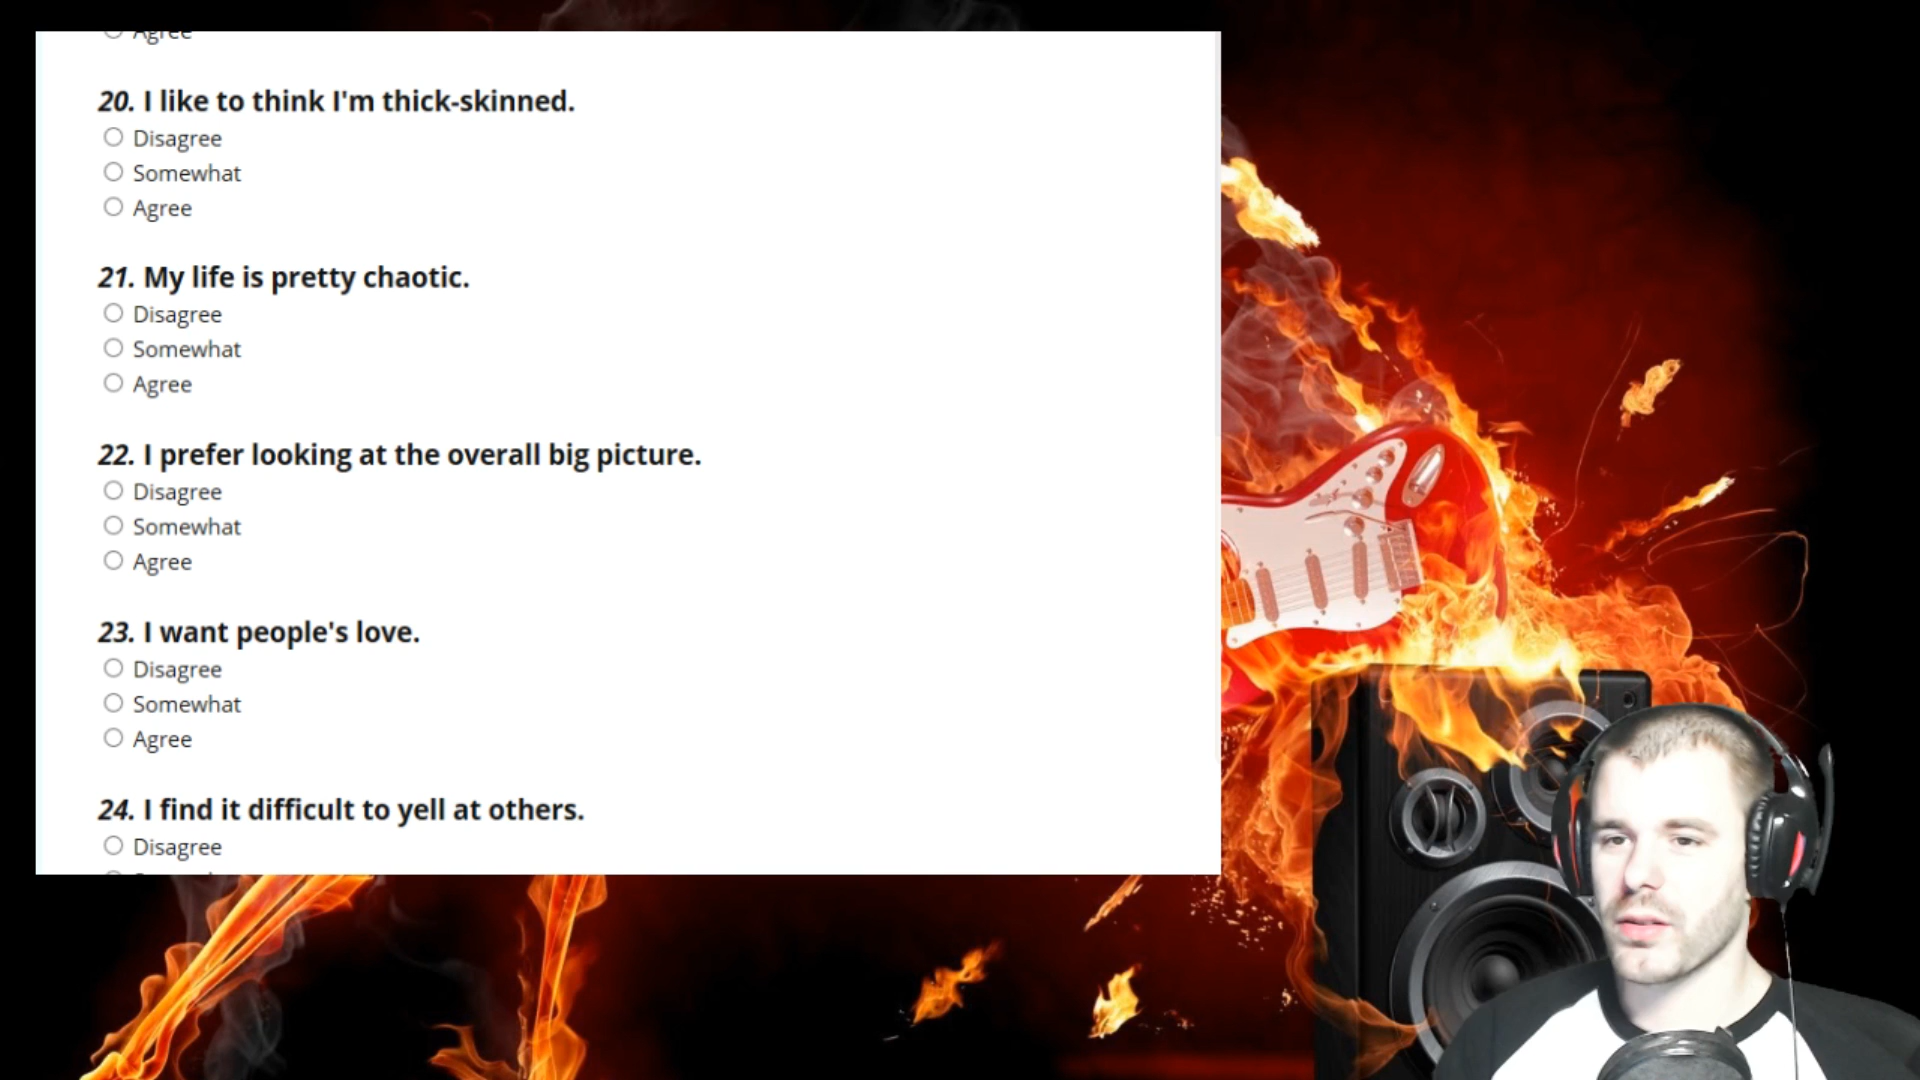 Agree
20. I like to think I'm thick-skinned.
Disagree
Somewhat
Agree
21. My life is pretty chaotic.
Disagree
Somewhat
Agree
22. I prefer looking at the overall big picture.
Disagree
Somewhat
Agree
23. I want people's love.
Disagree
Somewhat
Agree
24. I find it difficult to yell at others.
Disagree